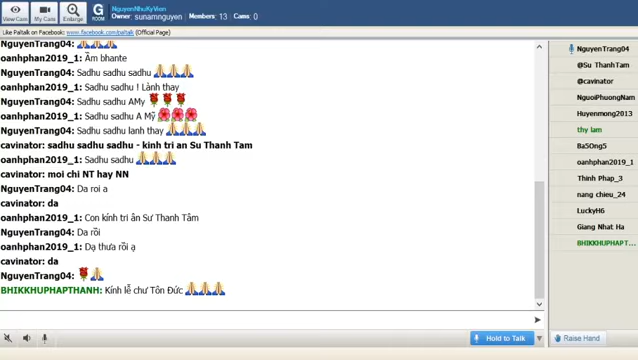 View Cam
My Cams
Enlarge
G
ROOM
NguyenNhuKyVien
Owner: sunamnguyen Members: 13 Cams: 0
Like Paltalk on Facebook: www.facebook.com/paltalk (Official Page)
NguyenTrang04:
oanhphan2019_1: Ầm bhante
NguyenTrang04: Sadhu sadhu sadhu
oanhphan2019_1: Sadhu sadhu ! Lành thay
NguyenTrang04: Sadhu sadhu AMy
oanhphan2019_1: Sadhu sadhu A Mỹ
NguyenTrang04: Sadhu sadhu lanh thay
cavinator: sadhu sadhu sadhu - kinh tri an Su Thanh Tam
oanhphan2019_1: Sadhu sadhu
cavinator: moi chi NT hay NN
NguyenTrang04: Da roi a
cavinator: da
oanhphan2019_1: Con kính tri ân Sư Thanh Tâm
NguyenTrang04: Da rồi
oanhphan2019_1: Dạ thưa rồi ạ
cavinator: da
NguyenTrang04:
BHIKKHUPHAPTHANH: Kính lễ chư Tôn Đức
NguyenTrang04
@Su ThanhTam
@cavinator
NguoiPhuongNam
Huyenmong2013
thy lam
Ba5Ong5
oanhphan2019_1
Thinh Phap_3
nang chieu_24
LuckyH6
Giang Nhat Ha
BHIKKHUPHAPT...
Hold to Talk
Raise Hand